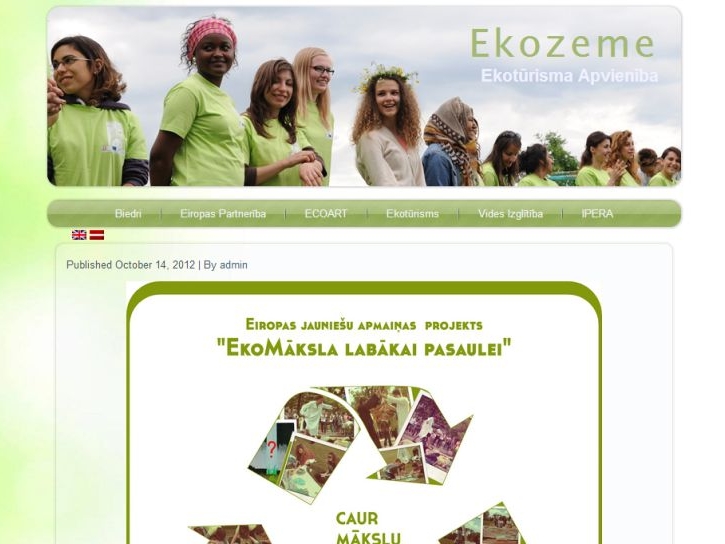 Ekozeme
Ekotūrisma Apvienība
Biedri
Eiropas Partnerība
ECOART
Ekotūrisms
Vides Izglītība
IPERA
Published October 14, 2012 | By admin
Eiropas jauniešu apmaiņas projekts
"EkoMāksla labākai pasaulei"
?
CAUR
MĀKSLU